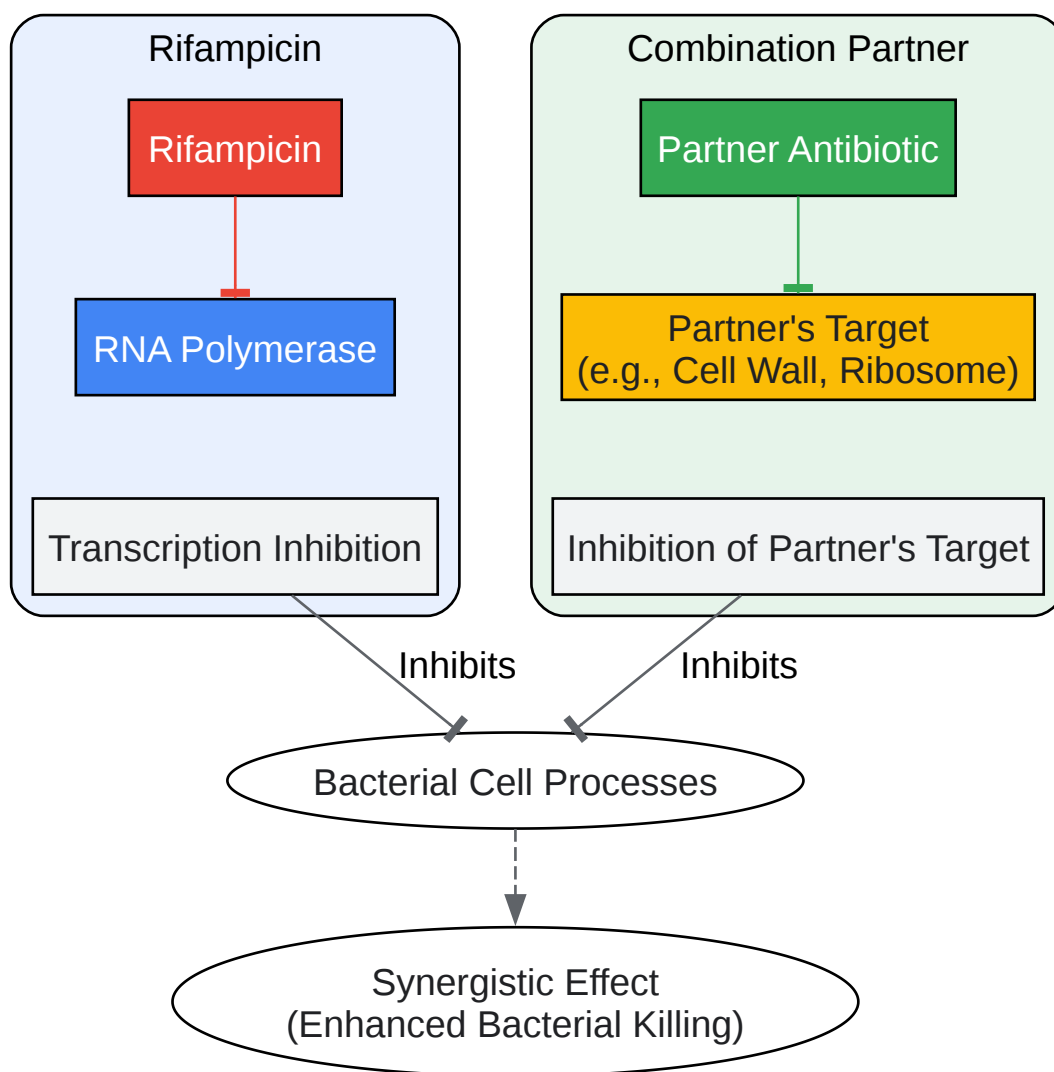 Rifampicin
Combination Partner
Rifampicin
Partner Antibiotic
RNA Polymerase
Partner's Target
(e.g., Cell Wall, Ribosome)
Transcription Inhibition
Inhibition of Partner's Target
Inhibits
Inhibits
Bacterial Cell Processes
Synergistic Effect
(Enhanced Bacterial Killing)